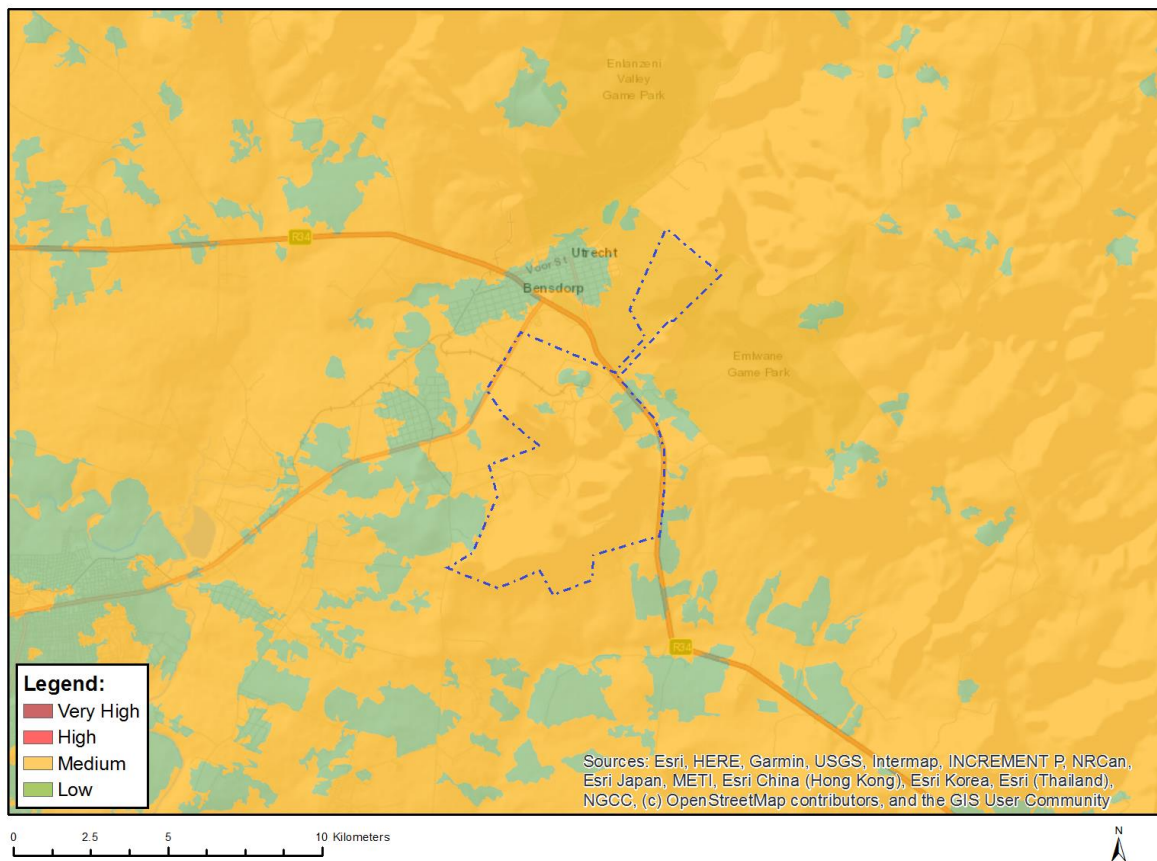 Enlanzeni
Valley
Game Park
R34
Utrecht
Voor St
Bensdorp
Emlwane
Game Park
R34
Legend:
Very High
High
Medium
Low
Sources: Esri, HERE, Garmin, USGS, Intermap, INCREMENT P, NRCan,
Esri Japan, METI, Esri China (Hong Kong), Esri Korea, Esri (Thailand),
NGCC, (c) OpenStreetMap contributors, and the GIS User Community
0 2.5 5 10 Kilometers
N